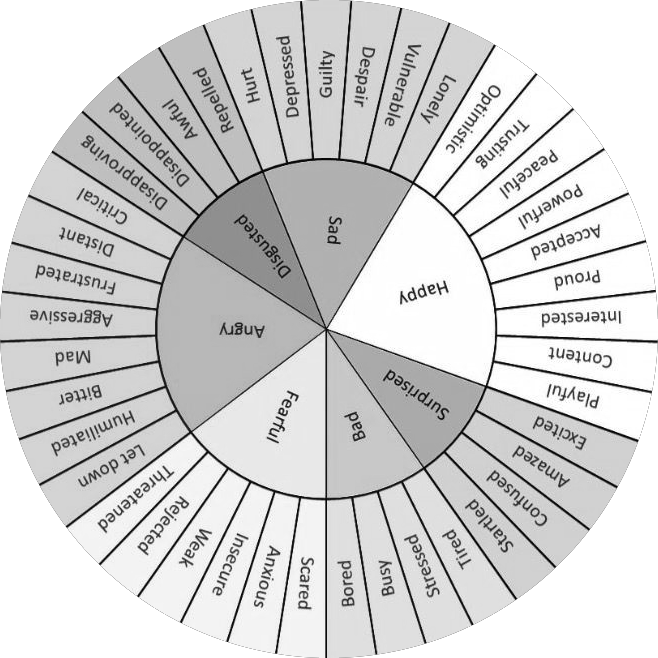 Sad
Happy
Surprised
Bad
Fearful
Angry
Disgusted
Guilty
Despair
Vulnerable
Lonely
Optimistic
Trusting
Peaceful
Powerful
Accepted
Proud
Interested
Content
Playful
Excited
Amazed
Confused
Startled
Tired
Stressed
Busy
Bored
Scared
Anxious
Insecure
Weak
Rejected
Threatened
Let down
Humiliated
Bitter
Mad
Aggressive
Frustrated
Distant
Critical
Disapproving
Disappointed
Awful
Repelled
Hurt
Depressed